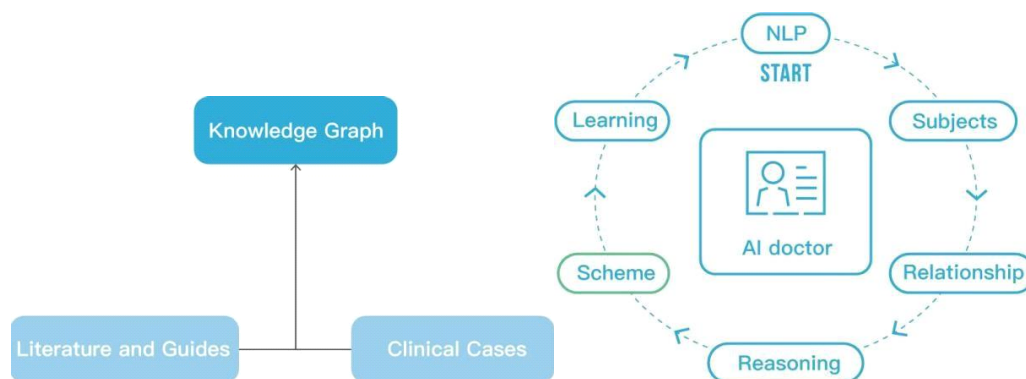 Knowledge Graph
Literature and Guides
Clinical Cases
NLP
START
Subjects
Relationship
Reasoning
Scheme
Learning
AI doctor